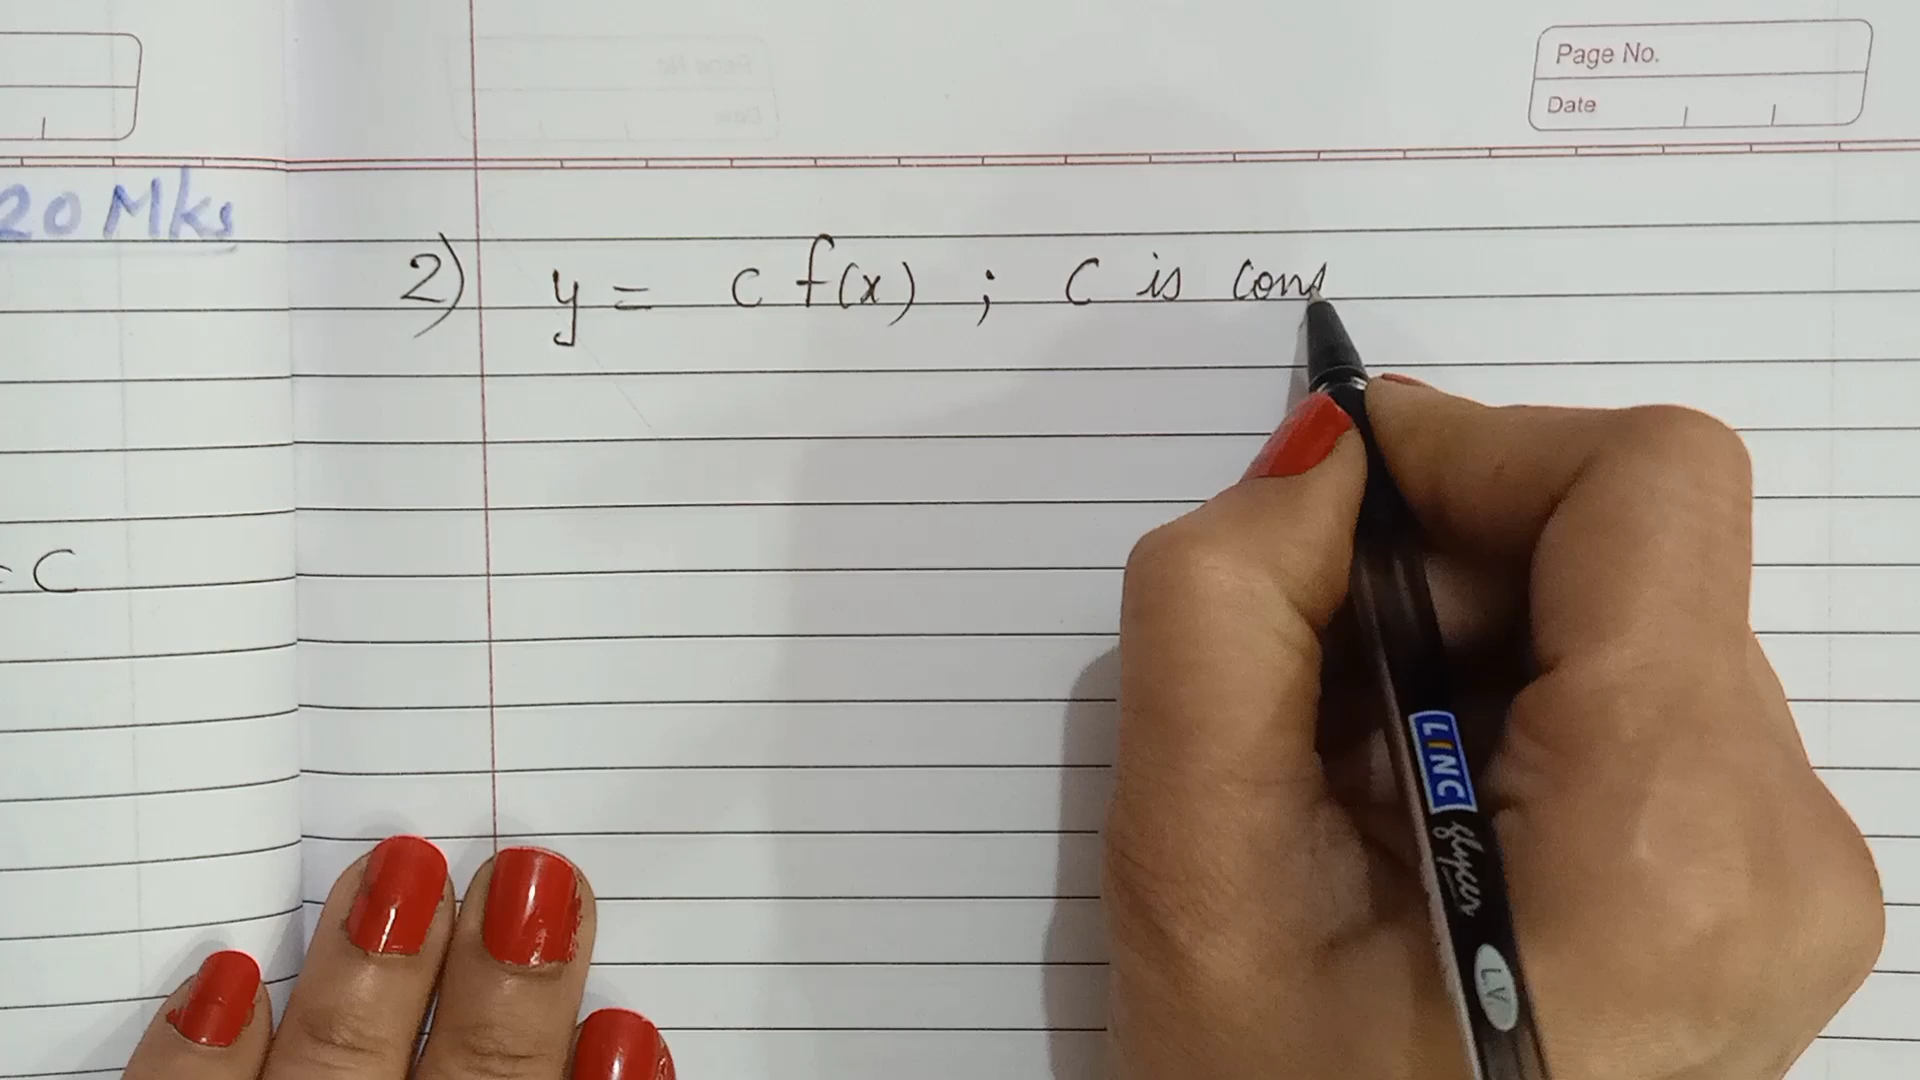 Page No.
Date
20 Mks
2) y = c f(x) ; C is cons
= C
LINC
glycer
LV.